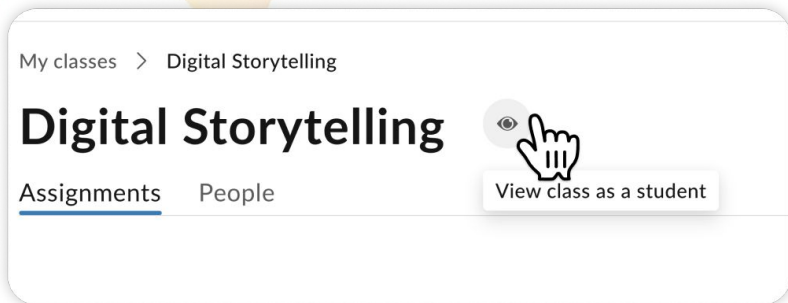 My classes > Digital Storytelling
Digital Storytelling
Assignments People
View class as a student